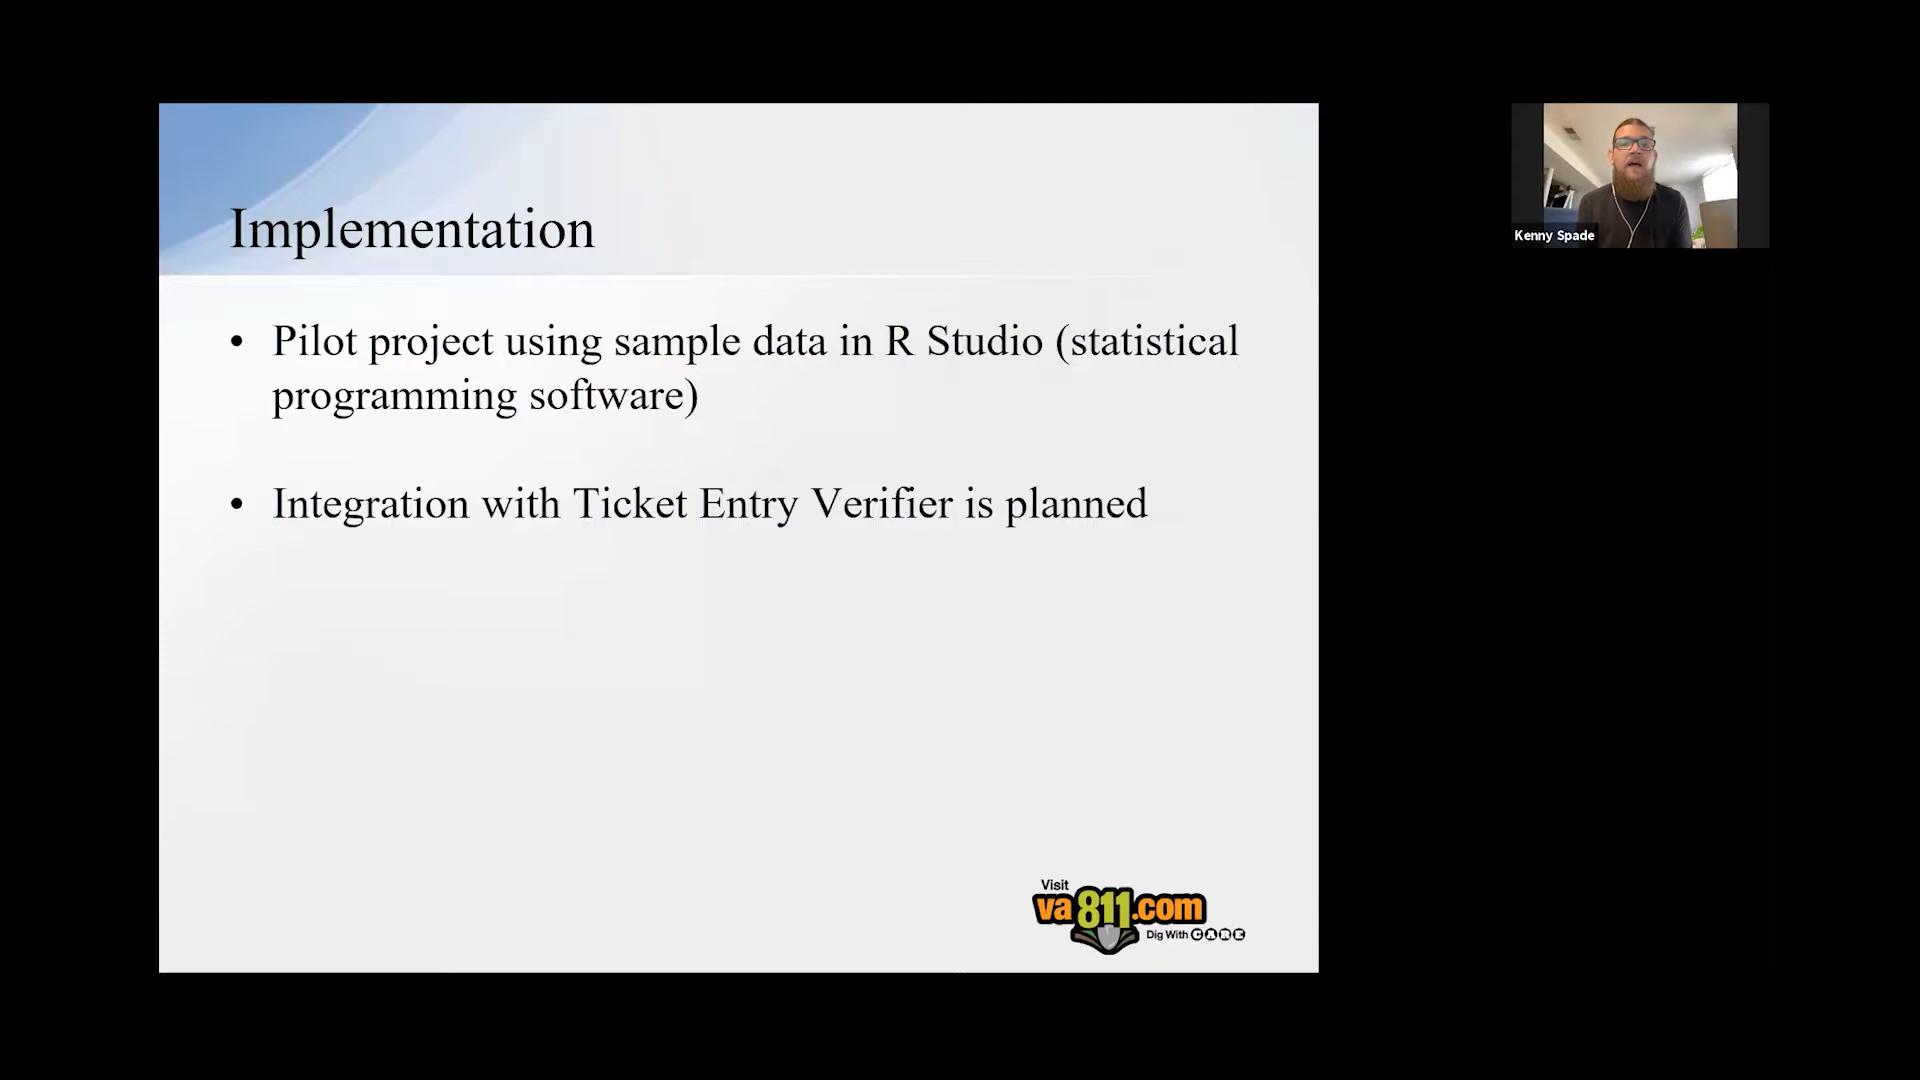 Implementation
• Pilot project using sample data in R Studio (statistical
programming software)
• Integration with Ticket Entry Verifier is planned
Visit
va811.com
Dig With CARE
Kenny Spade